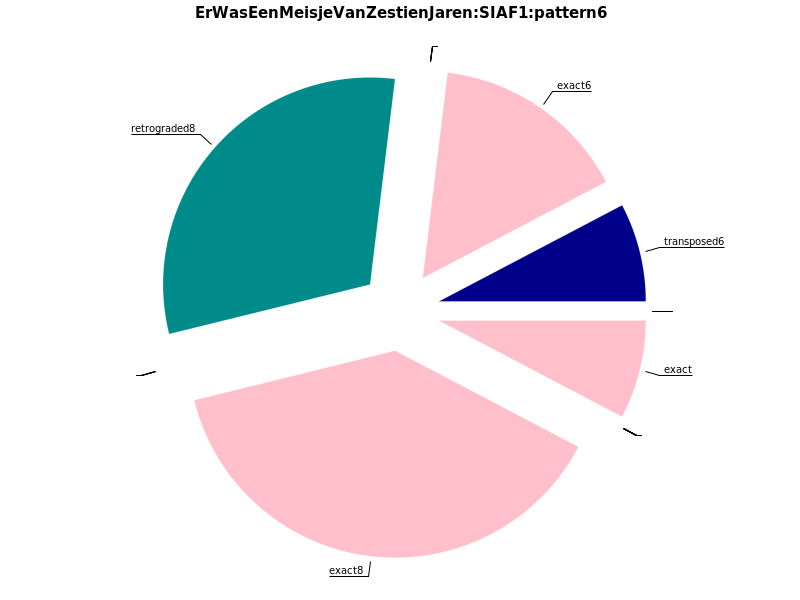 ErWasEenMeisjeVanZestienJaren:SIAF1:pattern6
exact6
retrograded8
transposed6
exact
exact8